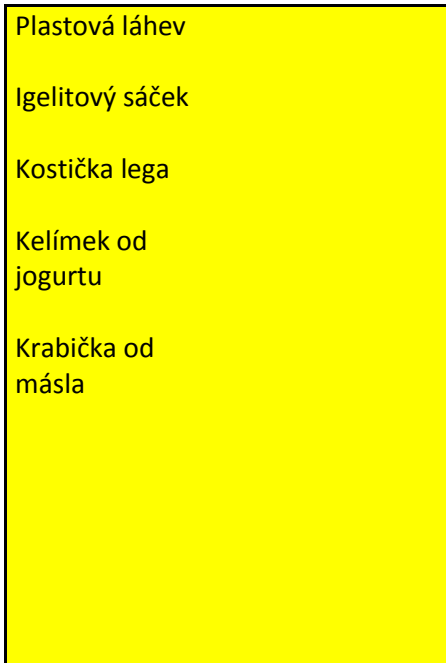 Plastová láhev
Igelitový sáček
Kostička lega
Kelímek od
jogurtu
Krabička od
másla